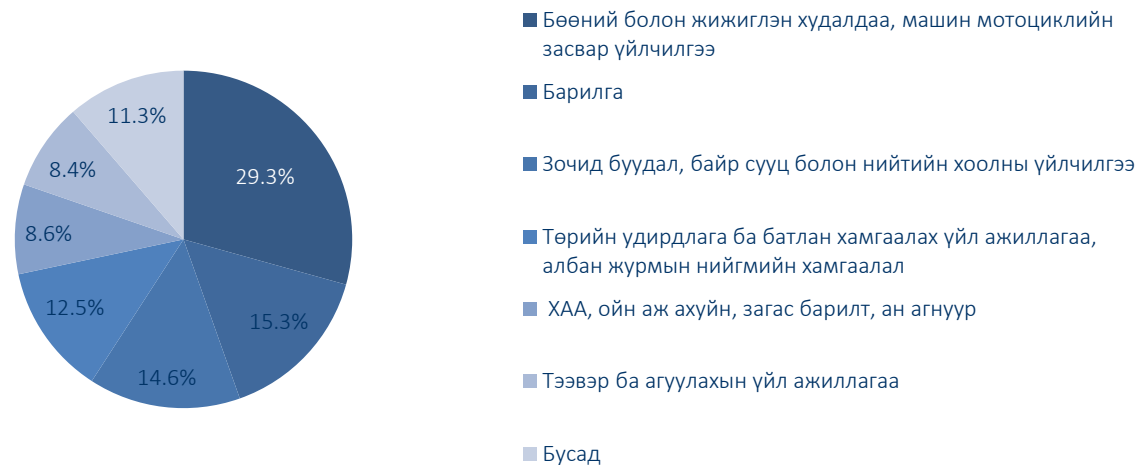 Бөөний болон жижиглэн худалдаа, машин мотоциклийн
засвар үйлчилгээ
Барилга
Зочид буудал, байр сууц болон нийтийн хоолны үйлчилгээ
Төрийн удирдлага ба батлан хамгаалах үйл ажиллагаа,
албан журмын нийгмийн хамгаалал
ХАА, ойн аж ахуйн, загас барилт, ан агнуур
Тээвэр ба агуулахын үйл ажиллагаа
Бусад
29.3%
15.3%
14.6%
12.5%
8.6%
8.4%
11.3%